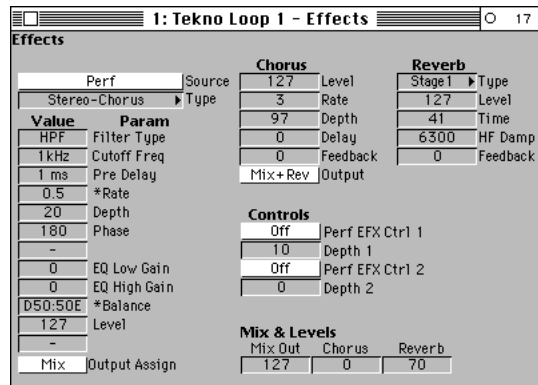 1: Tekno Loop 1 - Effects 17
Effects
Perf Source
Stereo-Chorus Type
Value Param
HPF Filter Type
1kHz Cutoff Freq
1 ms Pre Delay
0.5 *Rate
20 Depth
180 Phase
-
0 EQ Low Gain
0 EQ High Gain
D50:50E *Balance
127 Level
-
Mix Output Assign
Chorus
127 Level
3 Rate
97 Depth
0 Delay
0 Feedback
Mix+Rev Output
Reverb
Stage1 Type
127 Level
41 Time
6300 HF Damp
0 Feedback
Controls
Off Perf EFX Ctrl 1
10 Depth 1
Off Perf EFX Ctrl 2
0 Depth 2
Mix & Levels
Mix Out Chorus Reverb
127 0 70